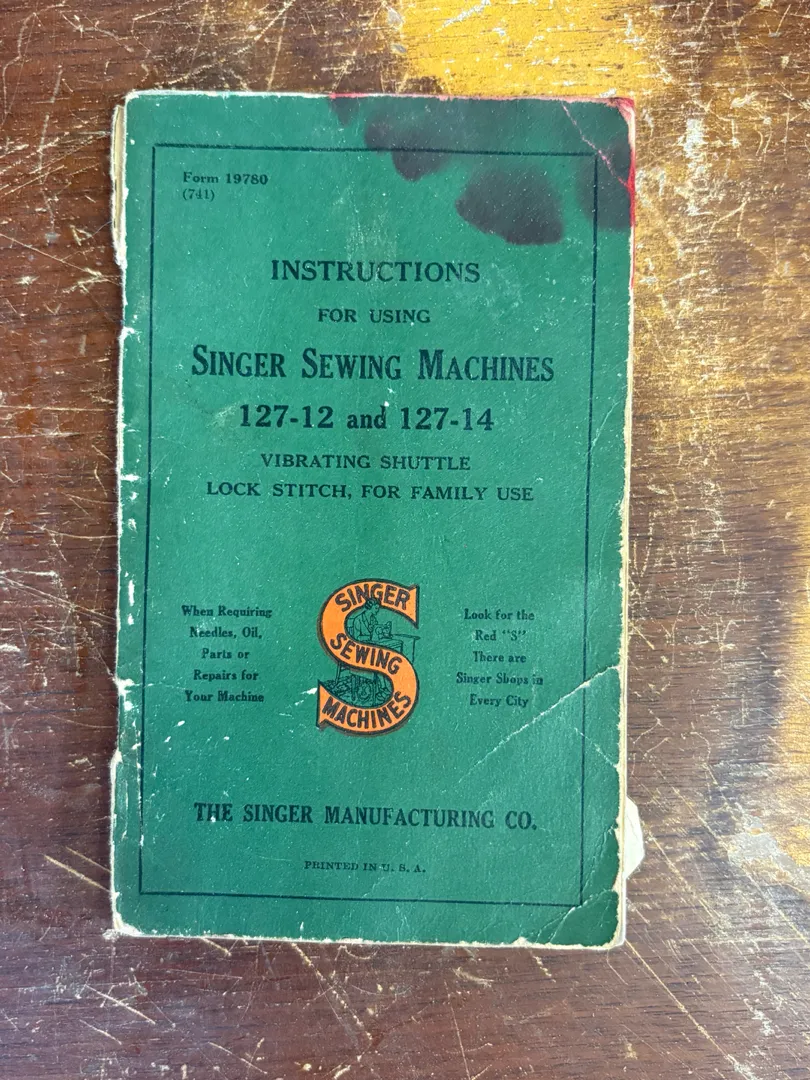 Form 19780
(741)
INSTRUCTIONS
FOR USING
SINGER SEWING MACHINES
127-12 and 127-14
VIBRATING SHUTTLE
LOCK STITCH, FOR FAMILY USE
When Requiring
Needles, Oil,
Parts or
Repairs for
Your Machine
SINGER
SEWING
MACHINES
Look for the
Red "S"
There are
Singer Shops in
Every City
THE SINGER MANUFACTURING CO.
PRINTED IN U. S. A.